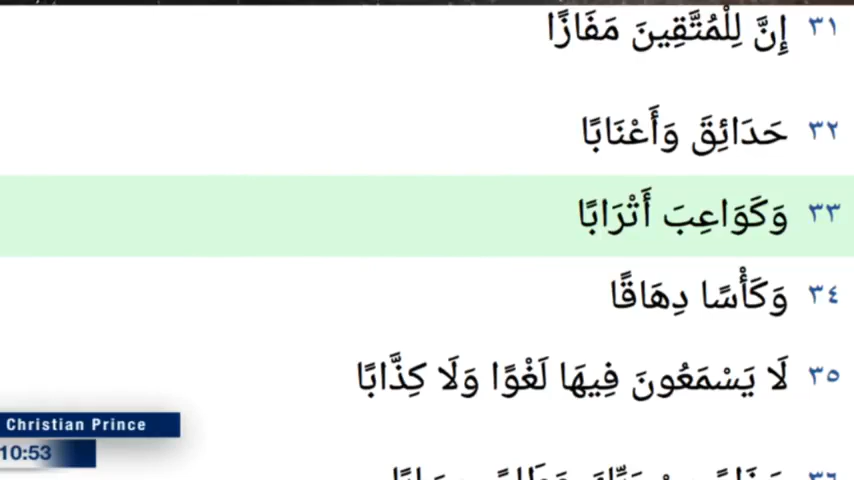 ٣١ إِنَّ لِلْمُتَّقِينَ مَفَازًا
٣٢ حَدَائِقَ وَأَعْنَابًا
٣٣ وَكَوَاعِبَ أَتْرَابًا
٣٤ وَكَأْسًا دِهَاقًا
٣٥ لَا يَسْمَعُونَ فِيهَا لَغْوًا وَلَا كِذَّابًا
Christian Prince
10:53